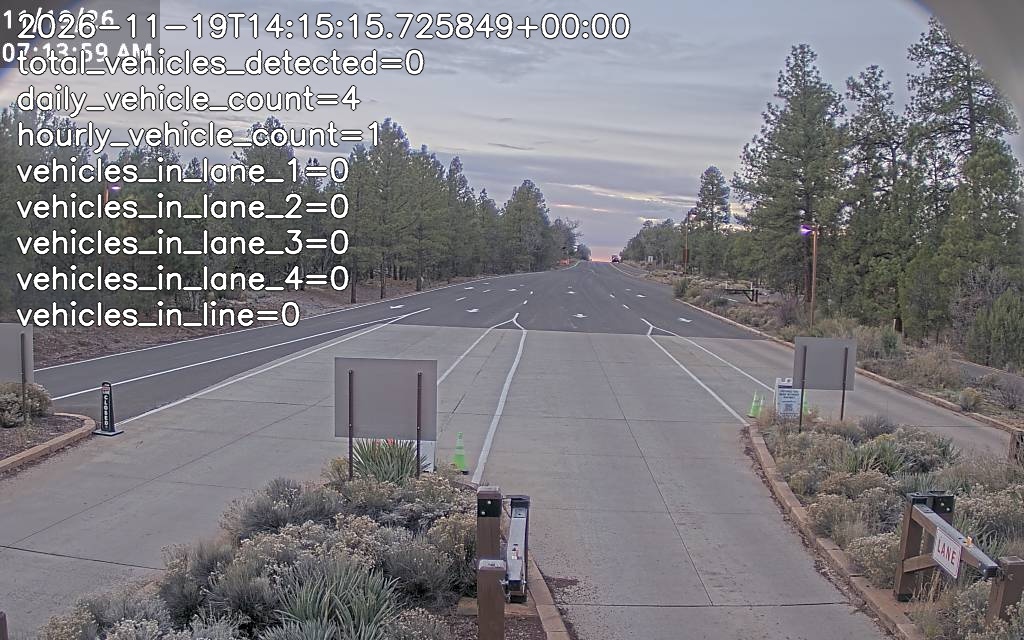 2026-11-19T14:15:15.725849+00:00
07:13:59 AM
total_vehicles_detected=0
daily_vehicle_count=4
hourly_vehicle_count=1
vehicles_in_lane_1=0
vehicles_in_lane_2=0
vehicles_in_lane_3=0
vehicles_in_lane_4=0
vehicles_in_line=0
CLOSED
LANE